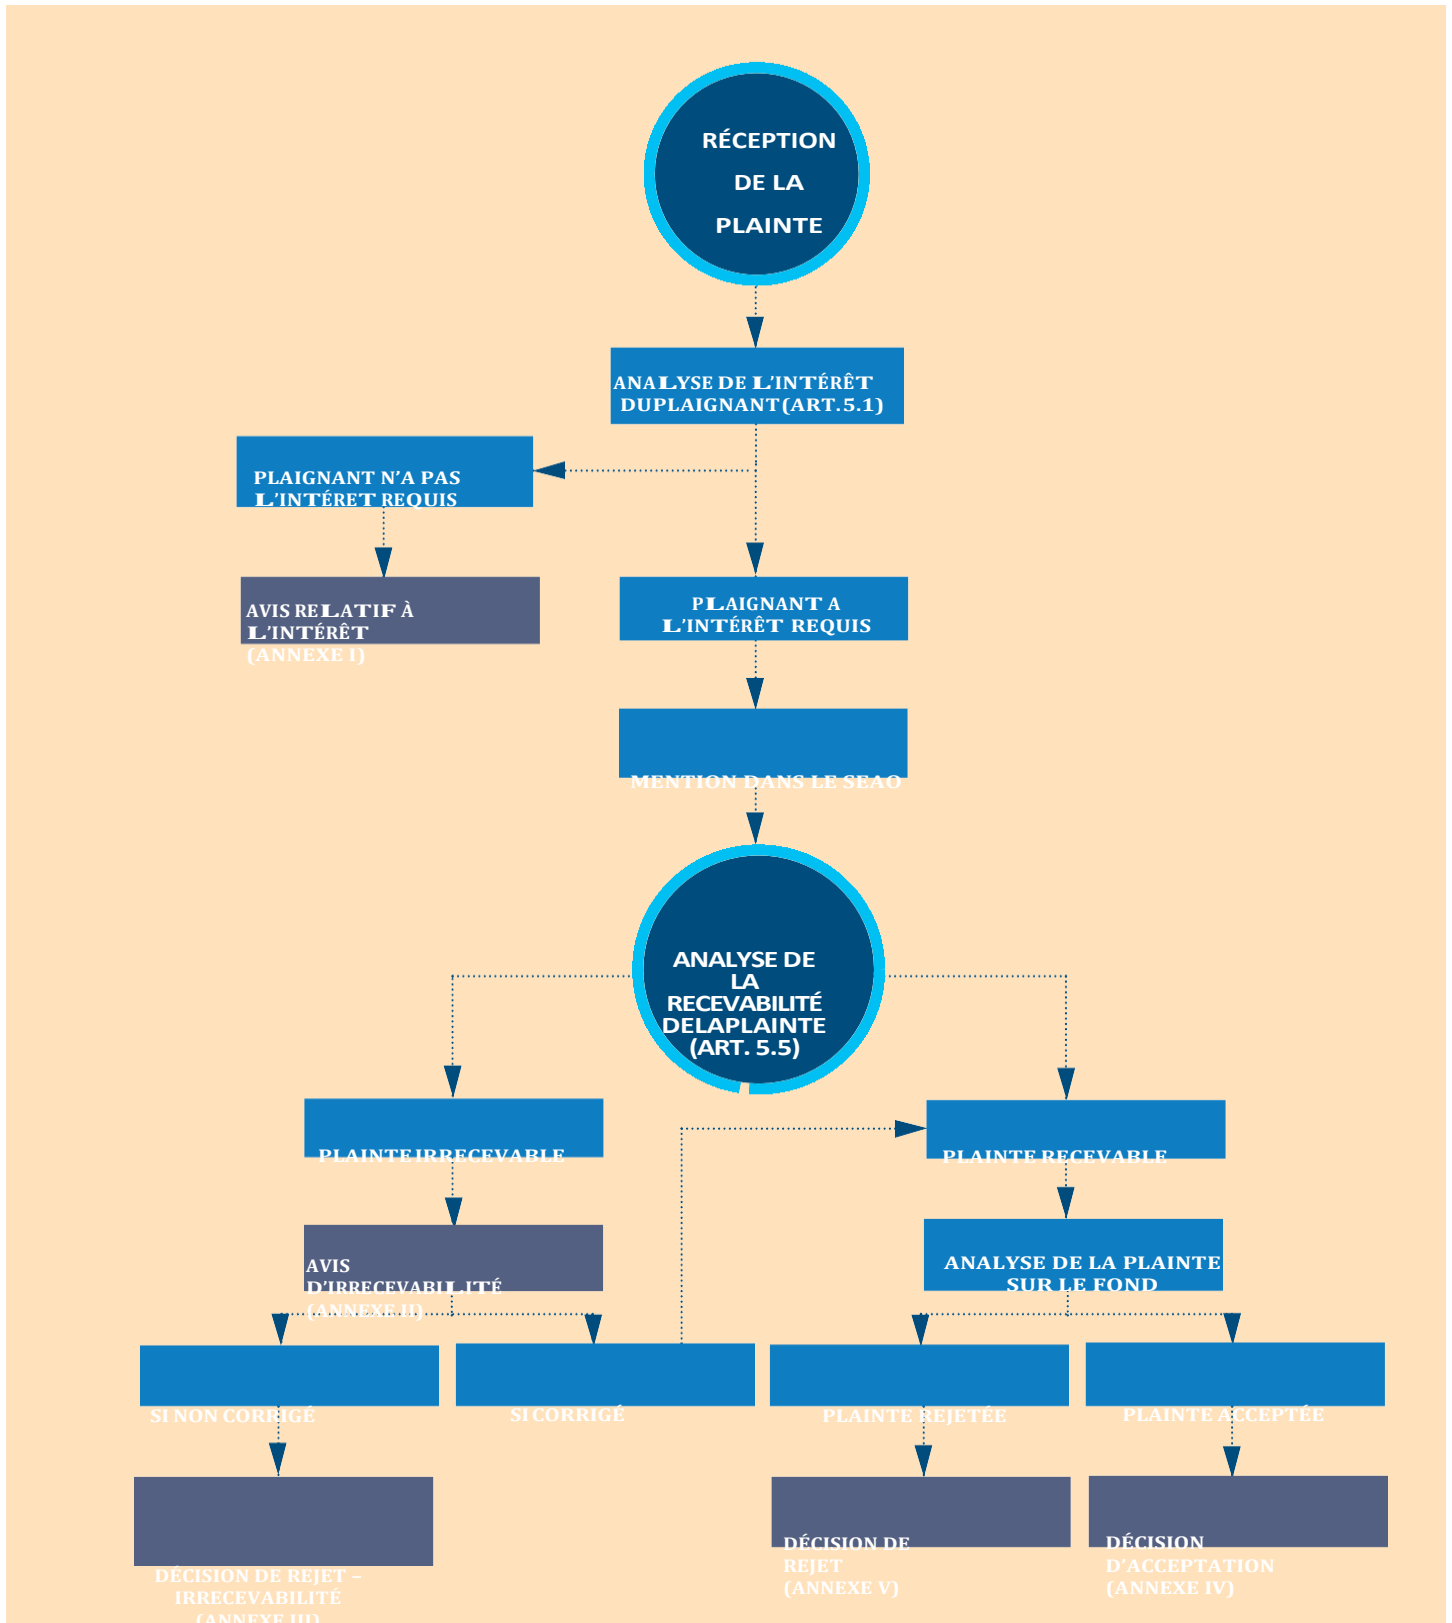 RÉCEPTION
DE LA
PLAINTE
ANALYSE DE L'INTÉRÊT
DUPLAIGNANT(ART.5.1)
PLAIGNANT N'A PAS
L'INTÉRET REQUIS
AVIS RELATIF À
L'INTÉRÊT
(ANNEXE I)
PLAIGNANT A
L'INTÉRÊT REQUIS
MENTION DANS LE SEAO
ANALYSE DE
LA
RECEVABILITÉ
DELAPLAINTE
(ART. 5.5)
PLAINTE IRRECEVABLE
PLAINTE RECEVABLE
AVIS
D'IRRECEVABILITÉ
(ANNEXE II)
ANALYSE DE LA PLAINTE
SUR LE FOND
SI NON CORRIGÉ
SI CORRIGÉ
PLAINTE REJETÉE
PLAINTE ACCEPTÉE
DÉCISION DE REJET –
IRRECEVABILITÉ
(ANNEXE III)
DÉCISION DE
REJET
(ANNEXE V)
DÉCISION
D'ACCEPTATION
(ANNEXE IV)